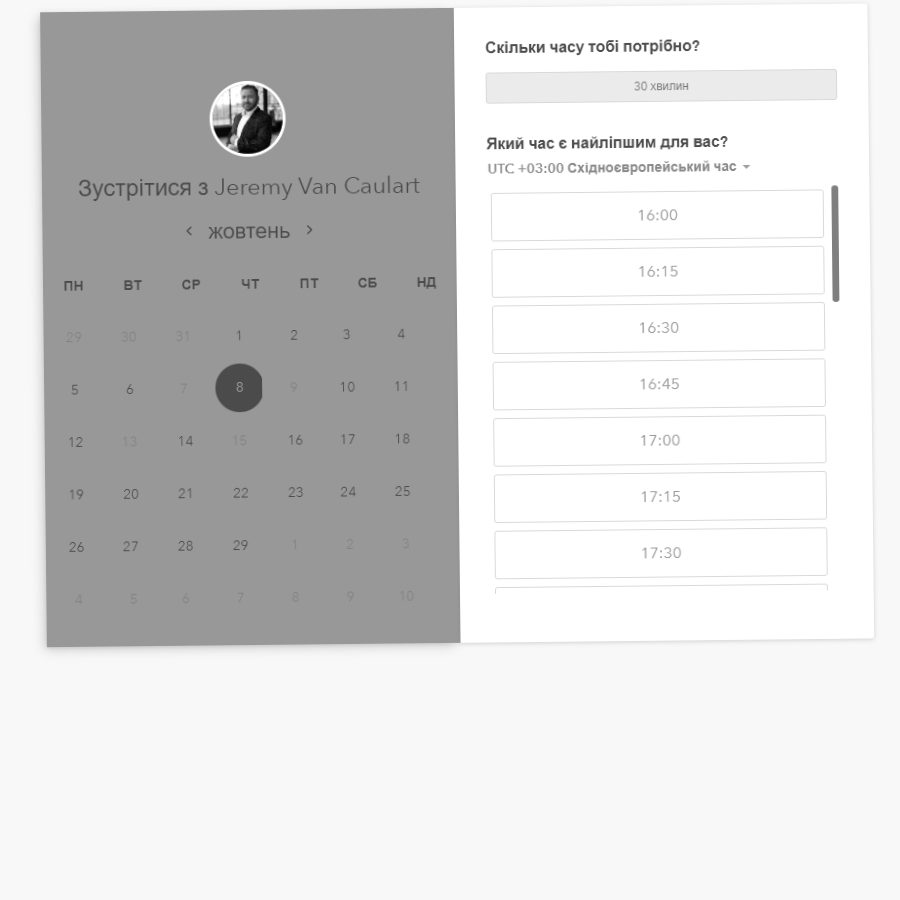 Зустрітися з Jeremy Van Caulart
жовтень
ПН ВТ СР ЧТ ПТ СБ НД
29 30 31 1 2 3 4
5 6 7 8 9 10 11
12 13 14 15 16 17 18
19 20 21 22 23 24 25
26 27 28 29 1 2 3
4 5 6 7 8 9 10
Скільки часу тобі потрібно?
30 хвилин
Який час є найліпшим для вас?
UTC +03:00 Східноєвропейський час
16:00
16:15
16:30
16:45
17:00
17:15
17:30